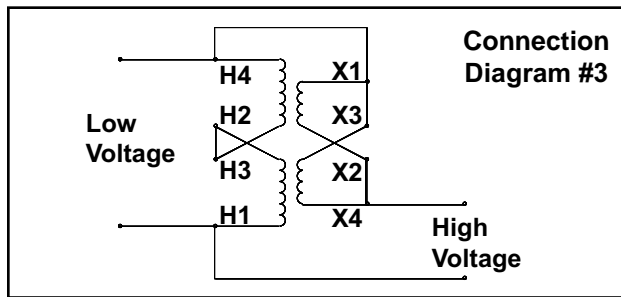 Connection
Diagram #3
H4
X1
H2
X3
Low
Voltage
H3
X2
H1
X4
High
Voltage